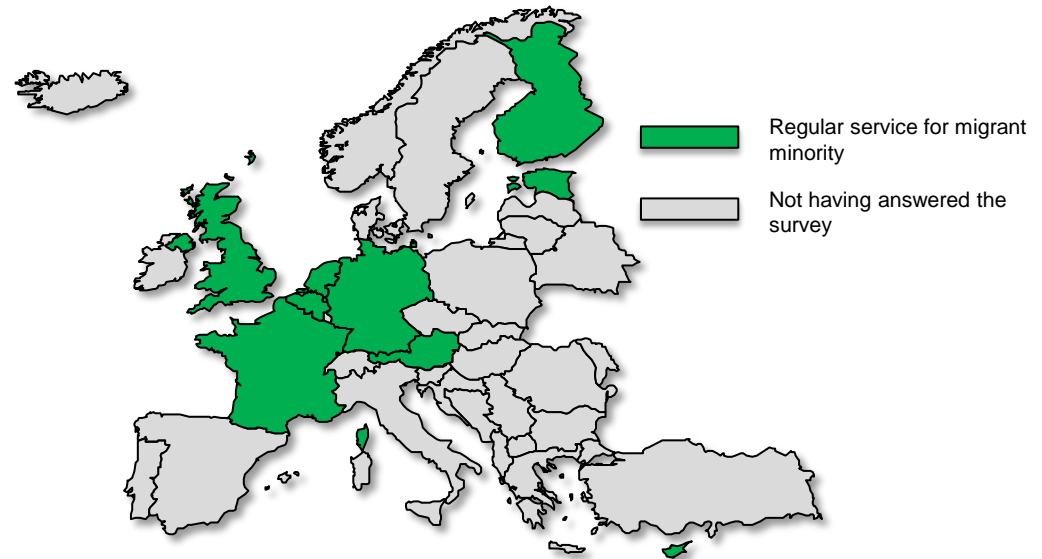 Regular service for migrant
minority
Not having answered the
survey